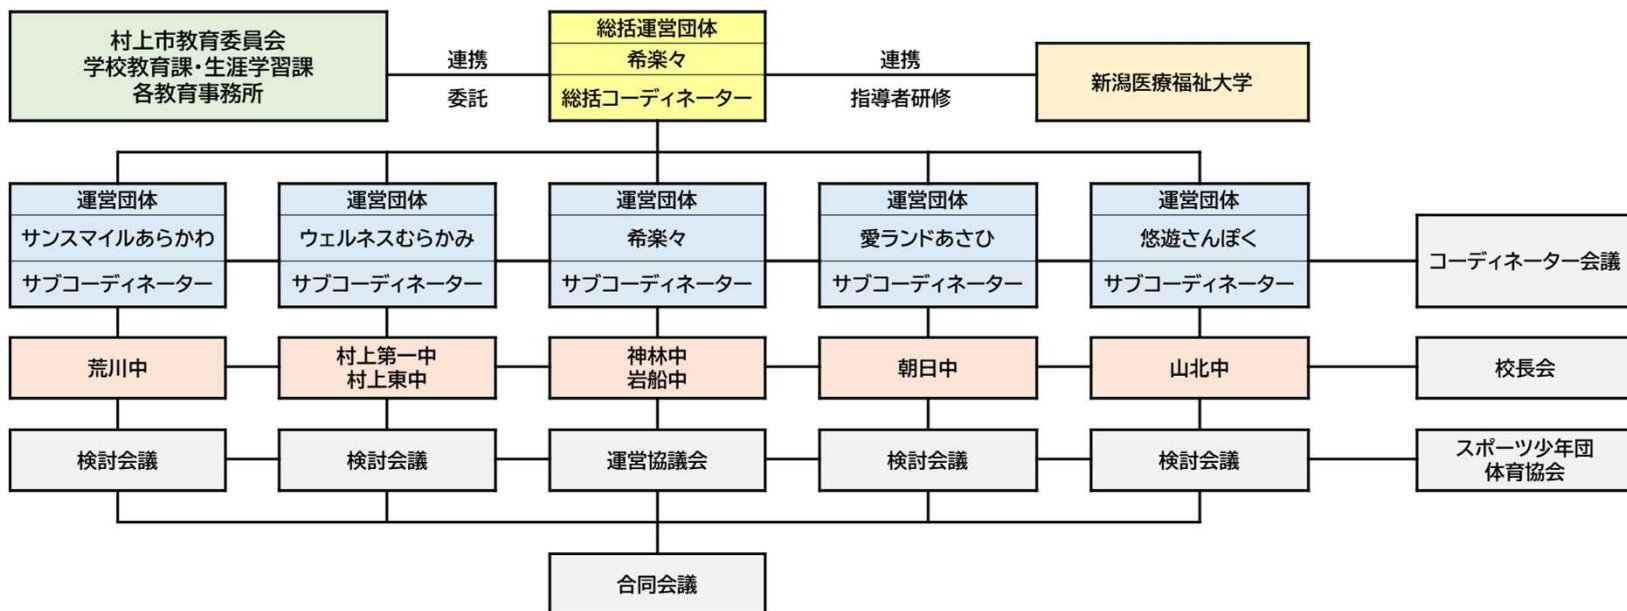 村上市教育委員会
学校教育課・生涯学習課
各教育事務所
連携
委託
総括運営団体
希楽々
総括コーディネーター
連携
指導者研修
新潟医療福祉大学
運営団体
サンスマイルあらかわ
サブコーディネーター
運営団体
ウェルネスむらかみ
サブコーディネーター
運営団体
希楽々
サブコーディネーター
運営団体
愛ランドあさひ
サブコーディネーター
運営団体
悠遊さんぽく
サブコーディネーター
コーディネーター会議
荒川中
村上第一中
村上東中
神林中
岩船中
朝日中
山北中
校長会
検討会議
検討会議
運営協議会
検討会議
検討会議
スポーツ少年団
体育協会
合同会議